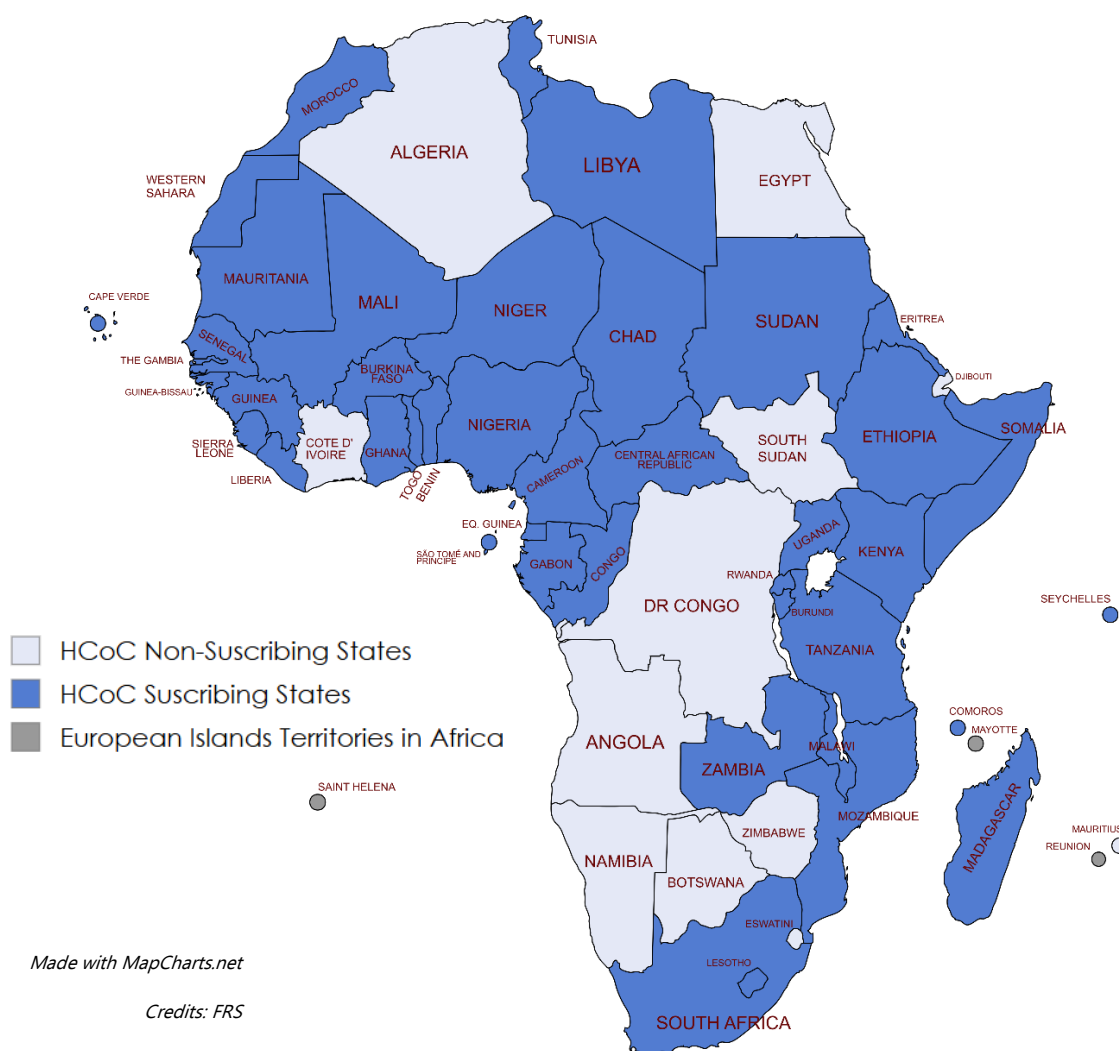 TUNISIA
MOROCCO
ALGERIA
LIBYA
EGYPT
WESTERN
SAHARA
MAURITANIA
MALI
NIGER
CHAD
SUDAN
ERITREA
CAPE VERDE
SENEGAL
THE GAMBIA
GUINEA-BISSAU
GUINEA
BURKINA
FASO
DJIBOUTI
NIGERIA
SOMALIA
ETHIOPIA
SIERRA
LEONE
COTE D'
IVOIRE
GHANA
LIBERIA
TOGO
BENIN
CAMEROON
CENTRAL AFRICAN
REPUBLIC
SOUTH
SUDAN
EQ. GUINEA
SÃO TOMÉ AND
PRINCIPE
GABON
CONGO
UGANDA
KENYA
RWANDA
DR CONGO
BURUNDI
SEYCHELLES
TANZANIA
HCoC Non-Suscribing States
HCoC Suscribing States
European Islands Territories in Africa
COMOROS
MAYOTTE
ANGOLA
ZAMBIA
MALAWI
SAINT HELENA
MOZAMBIQUE
MADAGASCAR
ZIMBABWE
MAURITIUS
REUNION
NAMIBIA
BOTSWANA
ESWATINI
LESOTHO
SOUTH AFRICA
Made with MapCharts.net
Credits: FRS